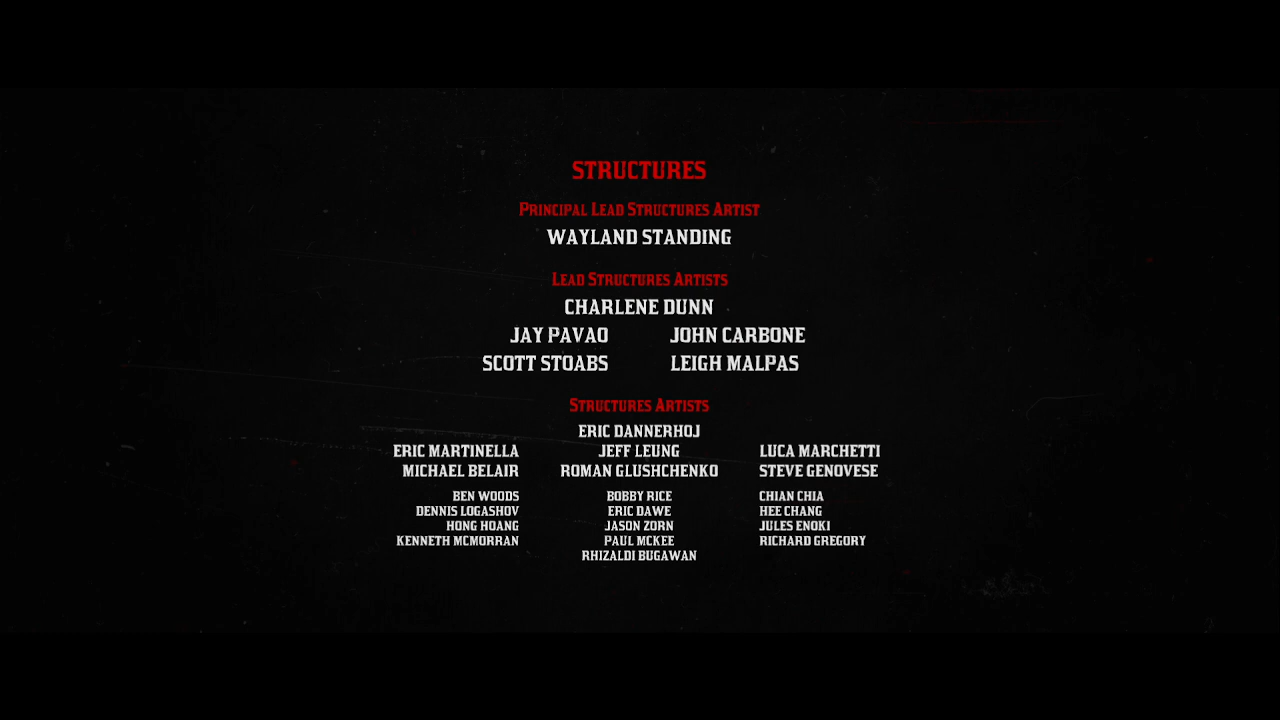 STRUCTURES
PRINCIPAL LEAD STRUCTURES ARTIST
WAYLAND STANDING
LEAD STRUCTURES ARTISTS
CHARLENE DUNN
JAY PAVAO JOHN CARBONE
SCOTT STOABS LEIGH MALPAS
STRUCTURES ARTISTS
ERIC DANNERHOJ
ERIC MARTINELLA JEFF LEUNG LUCA MARCHETTI
MICHAEL BELAIR ROMAN GLUSHCHENKO STEVE GENOVESE
BEN WOODS BOBBY RICE CHIAN CHIA
DENNIS LOGASHOV ERIC DAWE HEE CHANG
HONG HOANG JASON ZORN JULES ENOKI
KENNETH MCMORRAN PAUL MCKEE RICHARD GREGORY
RHIZALDI BUGAWAN